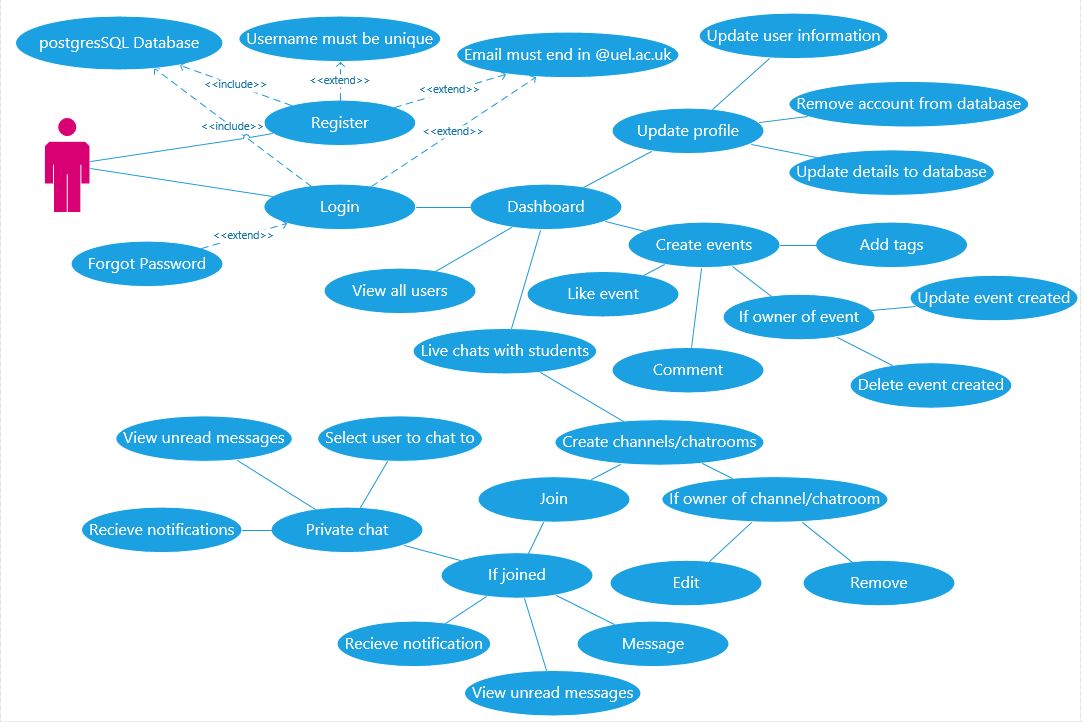 postgresSQL Database
Username must be unique
Email must end in @uel.ac.uk
Update user information
<<include>>
<<extend>>
<<extend>>
Remove account from database
Register
Update profile
<<include>>
<<extend>>
Update details to database
Login
Dashboard
<<extend>>
Create events
Add tags
Forgot Password
View all users
Like event
Update event created
If owner of event
Live chats with students
Comment
Delete event created
View unread messages
Select user to chat to
Create channels/chatrooms
Join
If owner of channel/chatroom
Recieve notifications
Private chat
If joined
Edit
Remove
Recieve notification
Message
View unread messages